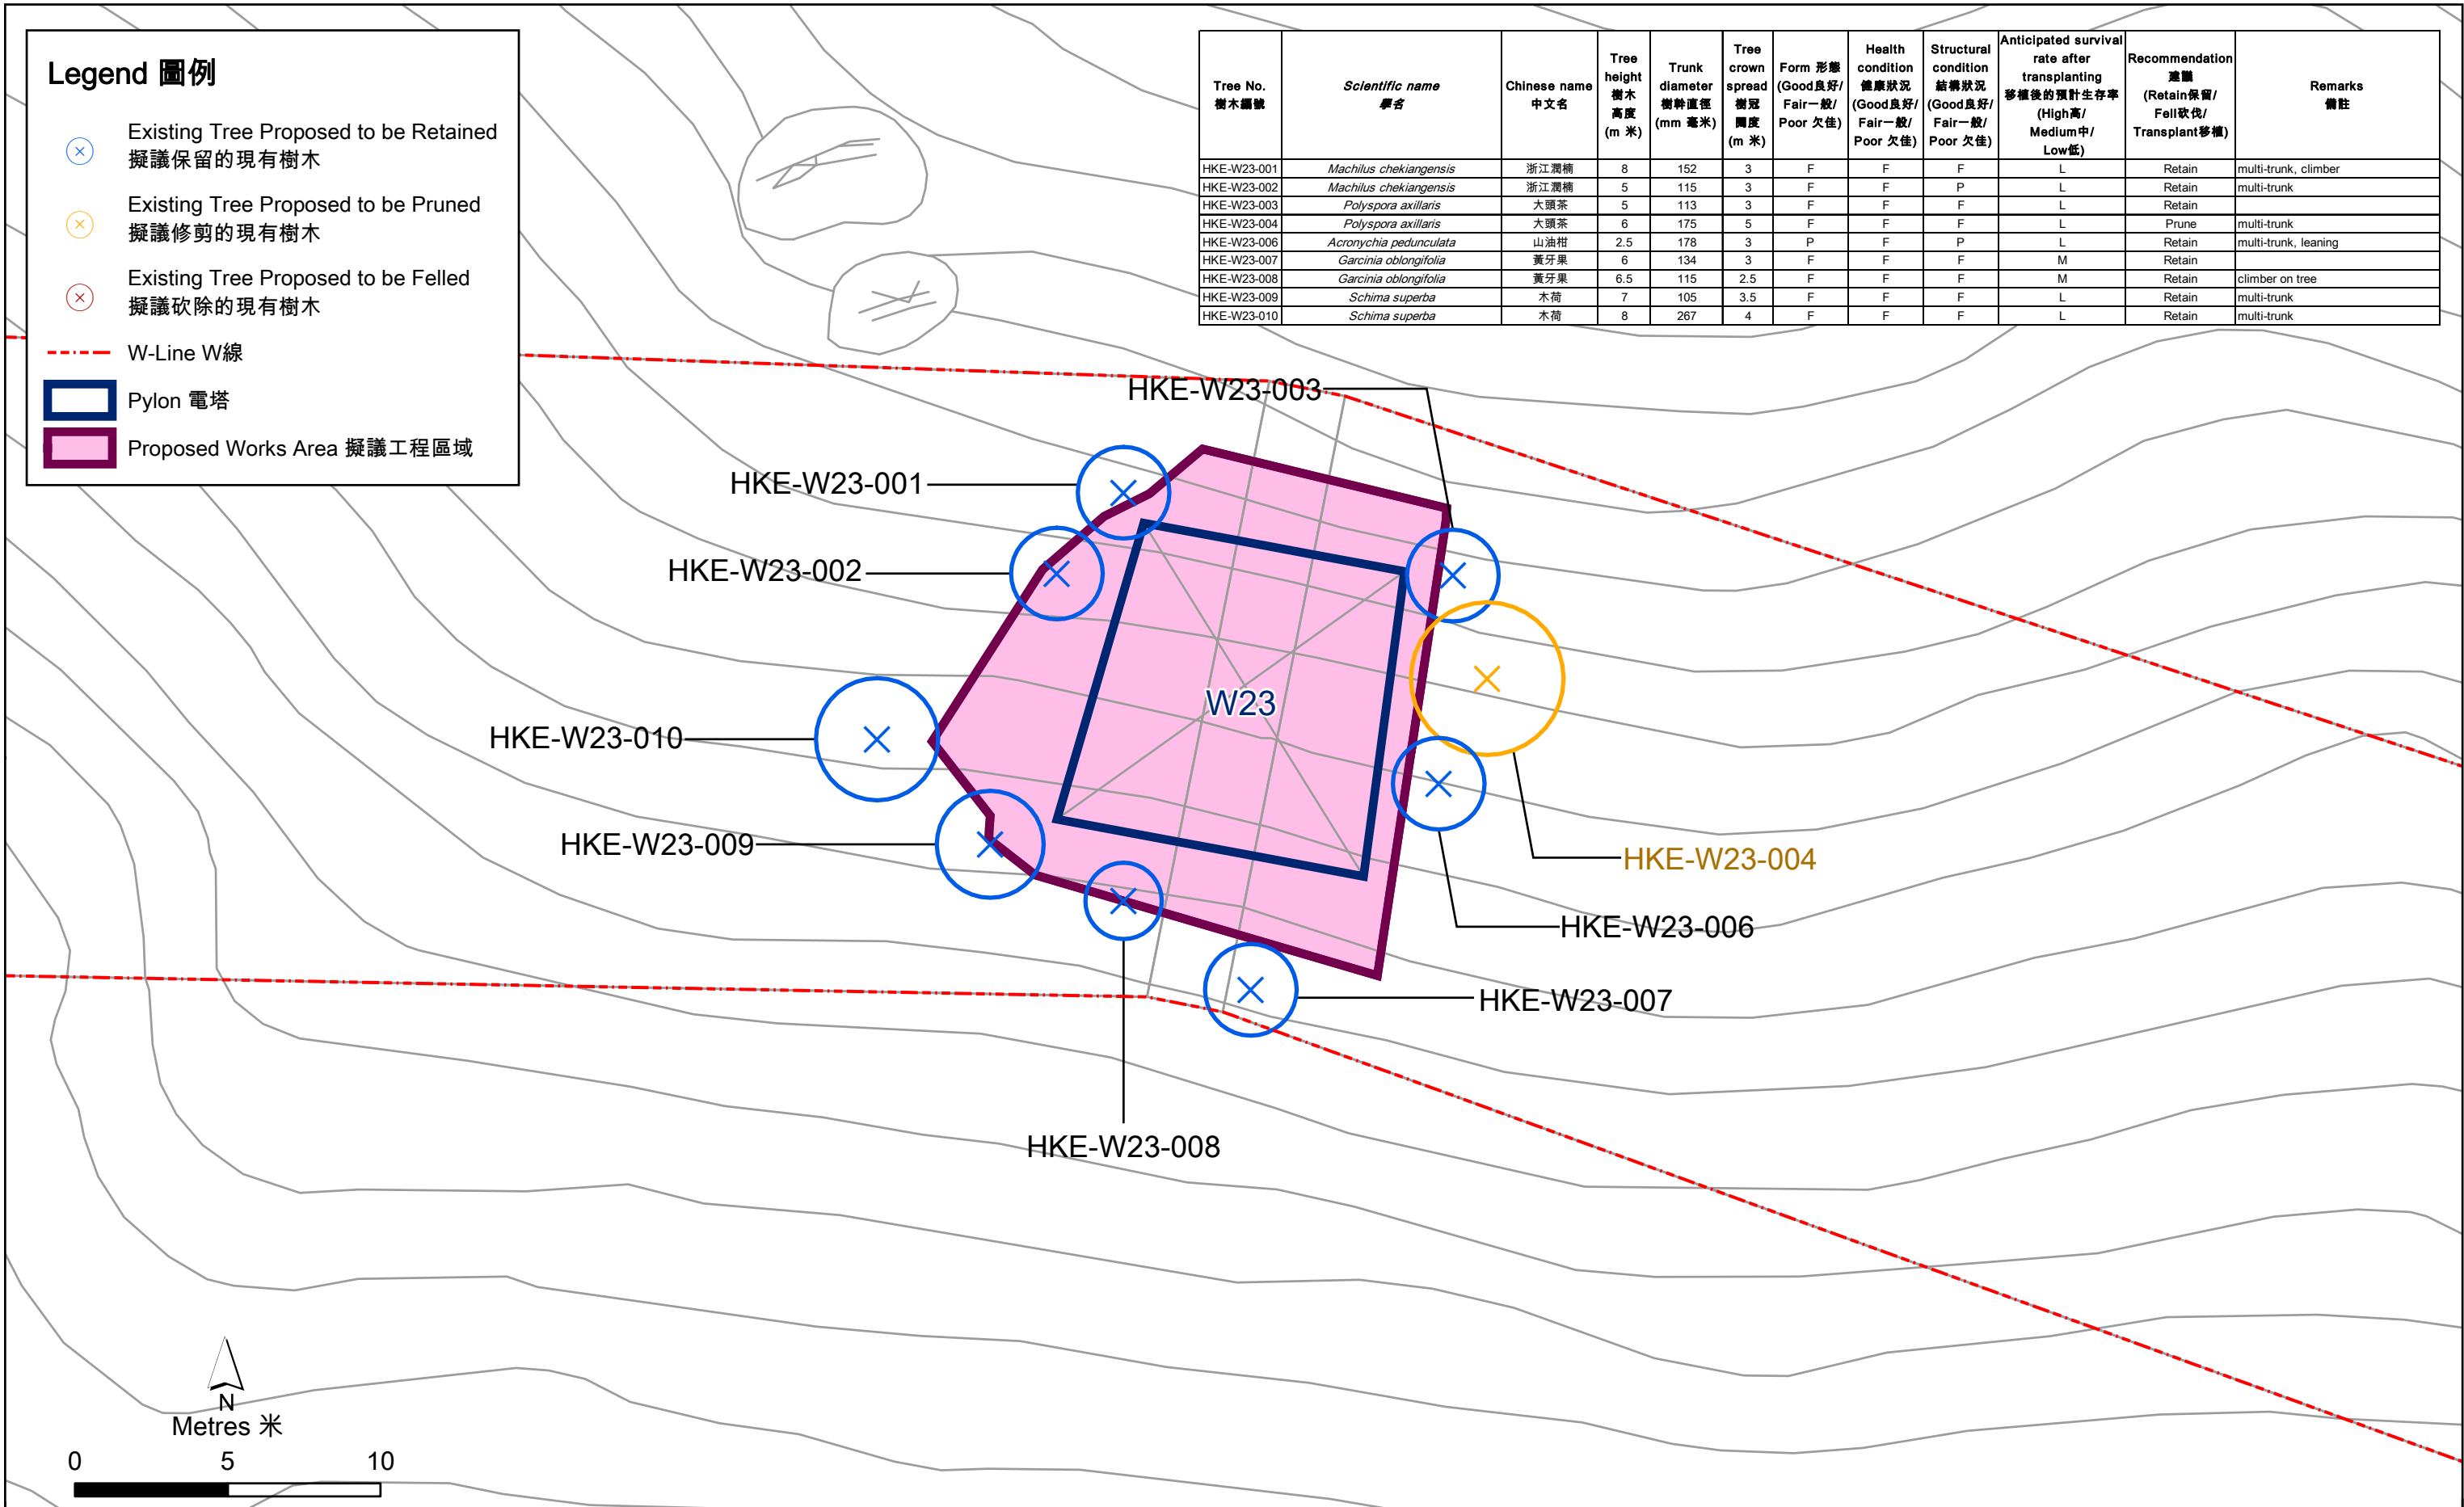 Legend 圖例
Existing Tree Proposed to be Retained
擬議保留的現有樹木
Existing Tree Proposed to be Pruned
擬議修剪的現有樹木
Existing Tree Proposed to be Felled
擬議砍除的現有樹木
W-Line W線
Pylon 電塔
Proposed Works Area 擬議工程區域
Tree No. 樹木編號 | Scientific name 學名 | Chinese name 中文名 | Tree height 樹木高度 (m 米) | Trunk diameter 樹幹直徑 (mm 毫米) | Tree crown spread 樹冠闊度 (m 米) | Form 形態 (Good良好/ Fair一般/ Poor 欠佳) | Health condition 健康狀況 (Good良好/ Fair一般/ Poor 欠佳) | Structural condition 結構狀況 (Good良好/ Fair一般/ Poor 欠佳) | Anticipated survival rate after transplanting 移植後的預計生存率 (High高/ Medium中/ Low低) | Recommendation 建議 (Retain保留/ Fell砍伐/ Transplant移植) | Remarks 備註
HKE-W23-001 Machilus chekiangensis 浙江潤楠 8 152 3 F F F L Retain multi-trunk, climber
HKE-W23-002 Machilus chekiangensis 浙江潤楠 5 115 3 F F P L Retain multi-trunk
HKE-W23-003 Polyspora axillaris 大頭茶 5 113 3 F F F L Retain
HKE-W23-004 Polyspora axillaris 大頭茶 6 175 5 F F F L Prune multi-trunk
HKE-W23-006 Acronychia pedunculata 山油柑 2.5 178 3 P F P L Retain multi-trunk, leaning
HKE-W23-007 Garcinia oblongifolia 黃牙果 6 134 3 F F F M Retain
HKE-W23-008 Garcinia oblongifolia 黃牙果 6.5 115 2.5 F F F M Retain climber on tree
HKE-W23-009 Schima superba 木荷 7 105 3.5 F F F L Retain multi-trunk
HKE-W23-010 Schima superba 木荷 8 267 4 F F F L Retain multi-trunk
HKE-W23-003
HKE-W23-001
HKE-W23-002
W23
HKE-W23-010
HKE-W23-009
HKE-W23-004
HKE-W23-006
HKE-W23-007
HKE-W23-008
N
Metres 米
0 5 10